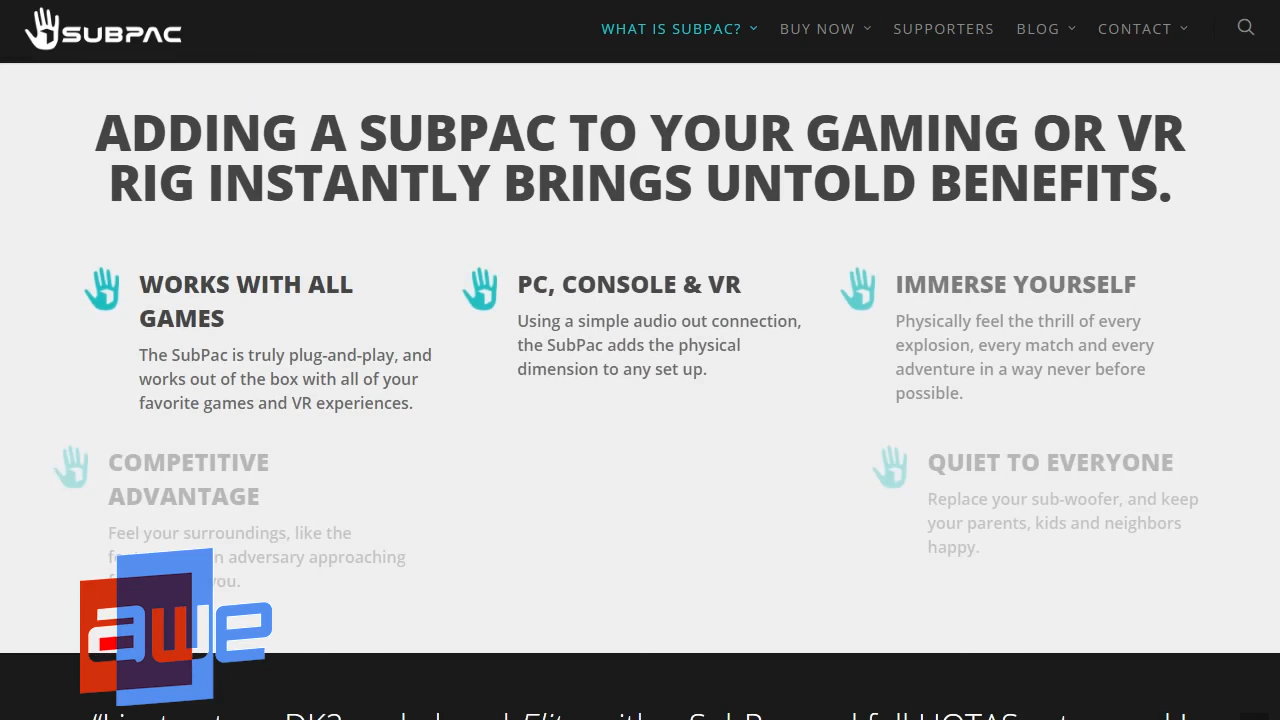 SUBPAC
WHAT IS SUBPAC? BUY NOW SUPPORTERS BLOG CONTACT
ADDING A SUBPAC TO YOUR GAMING OR VR
RIG INSTANTLY BRINGS UNTOLD BENEFITS.
WORKS WITH ALL
GAMES
The SubPac is truly plug-and-play, and
works out of the box with all of your
favorite games and VR experiences.
PC, CONSOLE & VR
Using a simple audio out connection,
the SubPac adds the physical
dimension to any set up.
IMMERSE YOURSELF
Physically feel the thrill of every
explosion, every match and every
adventure in a way never before
possible.
COMPETITIVE
ADVANTAGE
Feel your surroundings, like the
adversary approaching
you.
QUIET TO EVERYONE
Replace your sub-woofer, and keep
your parents, kids and neighbors
happy.
awe